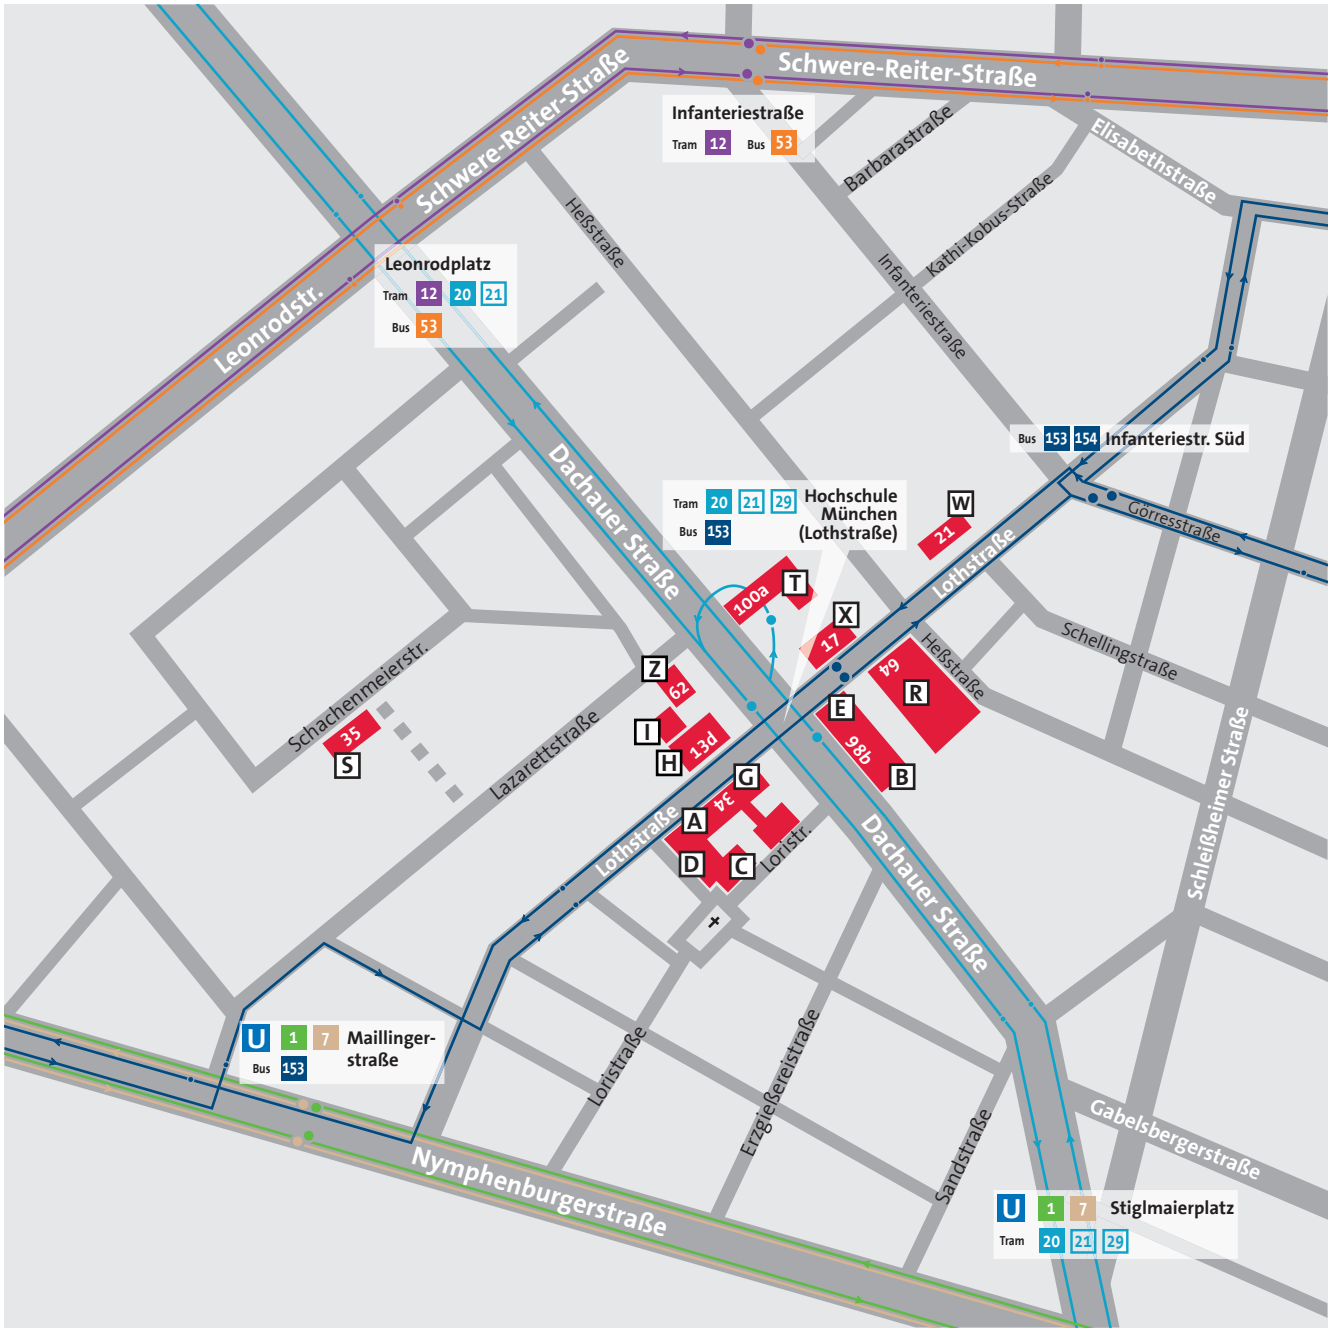 Schwere-Reiter-Straße
Schwere-Reiter-Straße
Infanteriestraße
Tram 12 Bus 53
Barbarastraße
Elisabethstraße
Kathi-Kobus-Straße
Heßstraße
Infanteriestraße
Leonrodplatz
Tram 12 20 21
Bus 53
Leonrodstr.
Bus 153 154 Infanteriestr. Süd
Dachauer Straße
Tram 20 21 29 Hochschule
München
Bus 153 (Lothstraße)
W
21
Görresstraße
Lothstraße
T
100a
X
17
Schellingstraße
Heßstraße
64
R
Z
62
Schachenmeierstr.
35
S
I
H
13d
E
98b
B
Lazarettstraße
G
34
A
D
C
Loristr.
Lothstraße
Dachauer Straße
Schleißheimer Straße
U 1 7 Maillinger-
straße
Bus 153
Loristraße
Erzgießereistraße
Sandstraße
Gabelsbergerstraße
Nymphenburgerstraße
U 1 7 Stiglmaierplatz
Tram 20 21 29